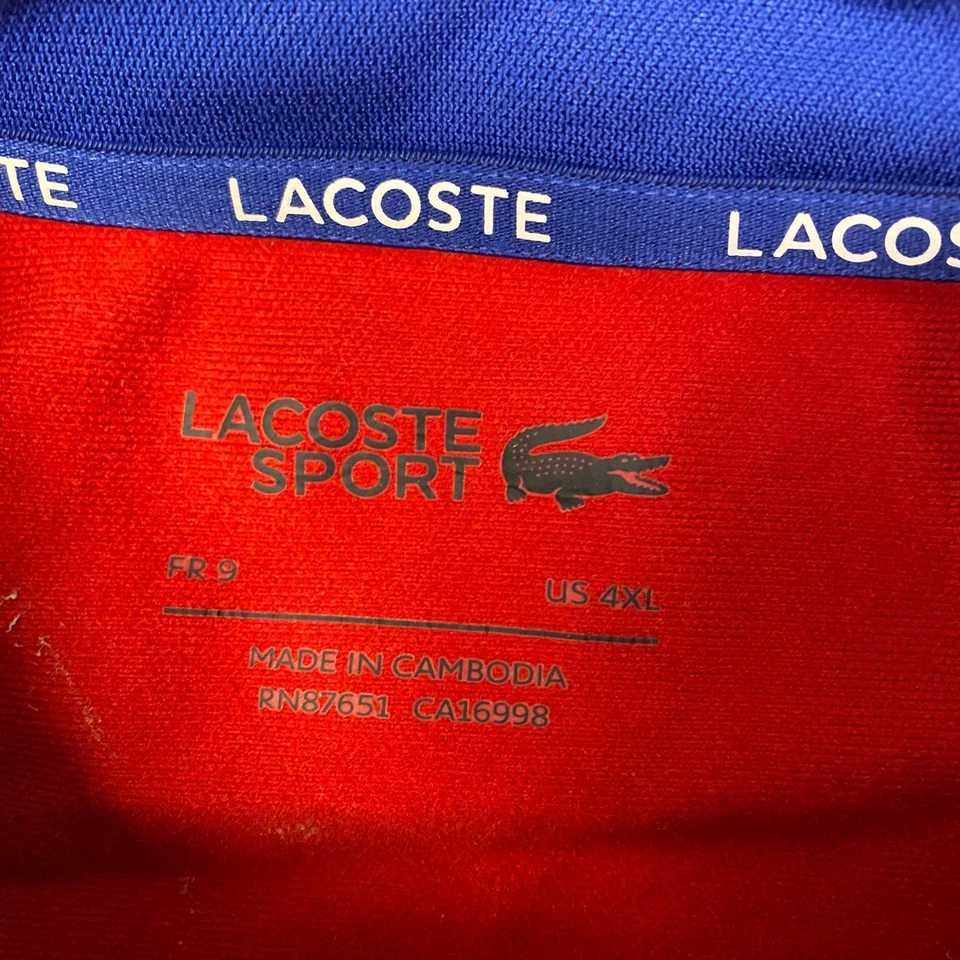 TE LACOSTE LACOS
LACOSTE
SPORT
FR 9
US 4XL
MADE IN CAMBODIA
RN87651 CA16998